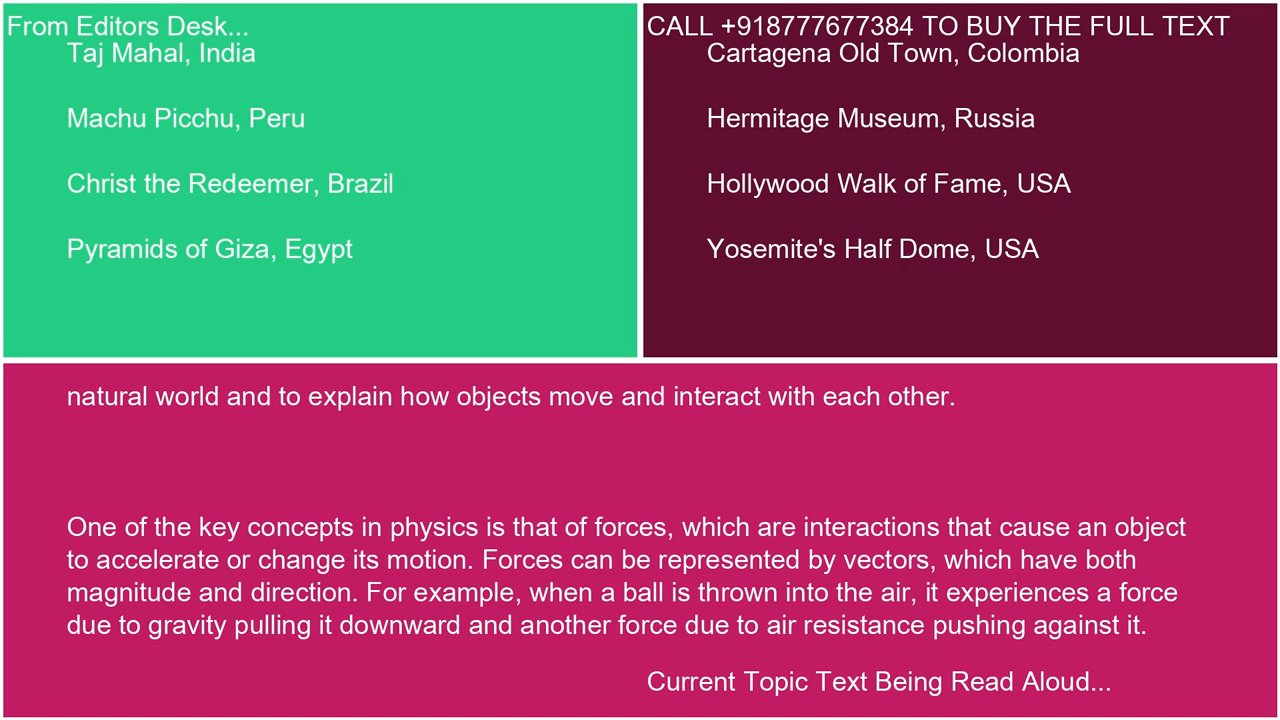 From Editors Desk...
Taj Mahal, India
Machu Picchu, Peru
Christ the Redeemer, Brazil
Pyramids of Giza, Egypt
CALL +918777677384 TO BUY THE FULL TEXT
Cartagena Old Town, Colombia
Hermitage Museum, Russia
Hollywood Walk of Fame, USA
Yosemite's Half Dome, USA
natural world and to explain how objects move and interact with each other.
One of the key concepts in physics is that of forces, which are interactions that cause an object
to accelerate or change its motion. Forces can be represented by vectors, which have both
magnitude and direction. For example, when a ball is thrown into the air, it experiences a force
due to gravity pulling it downward and another force due to air resistance pushing against it.
Current Topic Text Being Read Aloud...